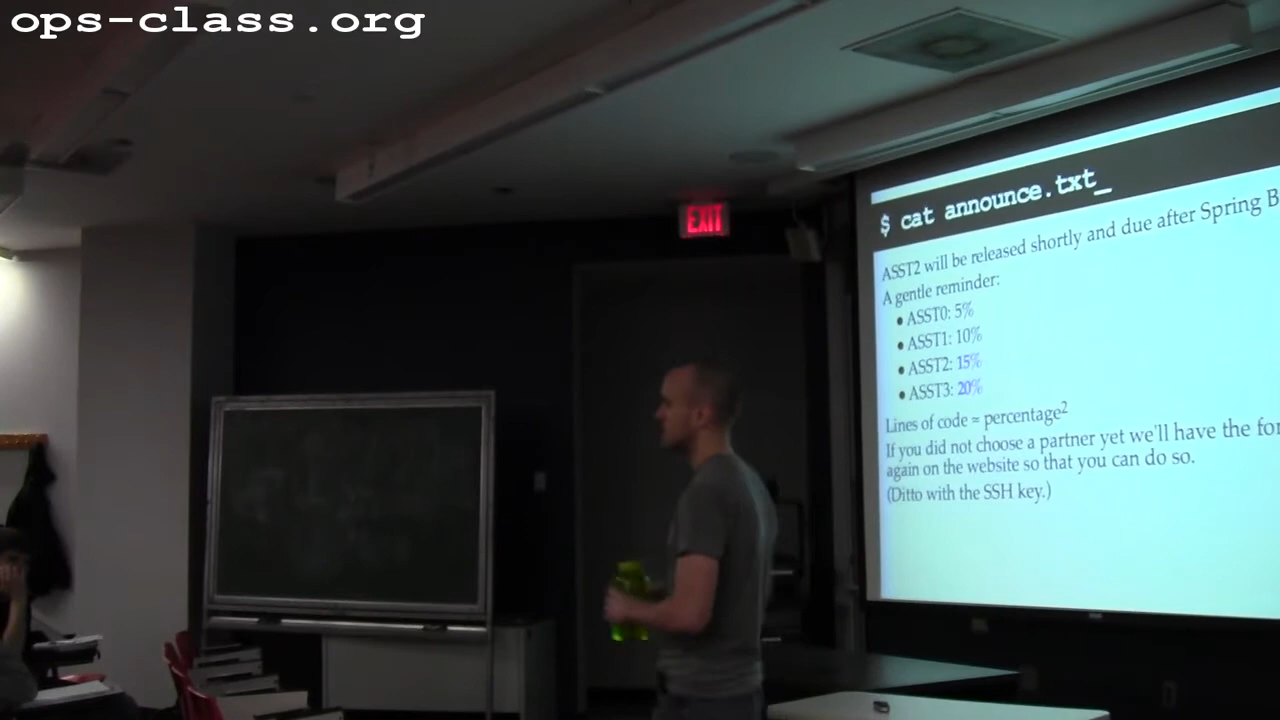 ops-class.org
EXIT
$ cat announce.txt_
ASST2 will be released shortly and due after Spring B
A gentle reminder:
• ASST0: 5%
• ASST1: 10%
• ASST2: 15%
• ASST3: 20%
Lines of code = percentage²
If you did not choose a partner yet we'll have the for
again on the website so that you can do so.
(Ditto with the SSH key.)